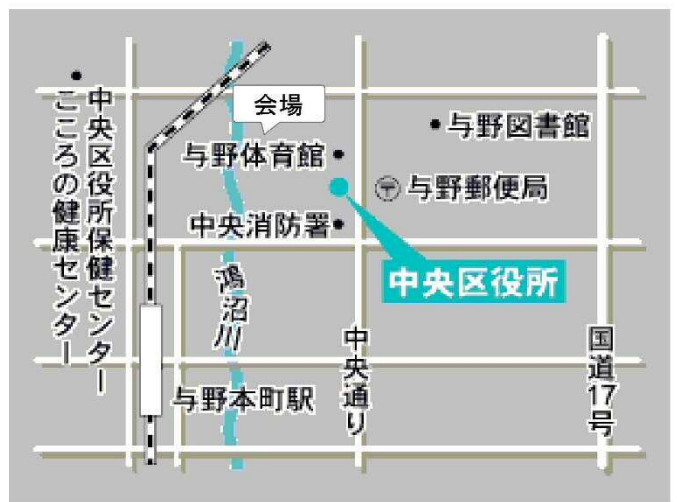 中央区役所保健センター
こころの健康センター
会場
与野図書館
与野体育館
〒与野郵便局
中央消防署
中央区役所
鴻沼川
中央通り
国道17号
与野本町駅